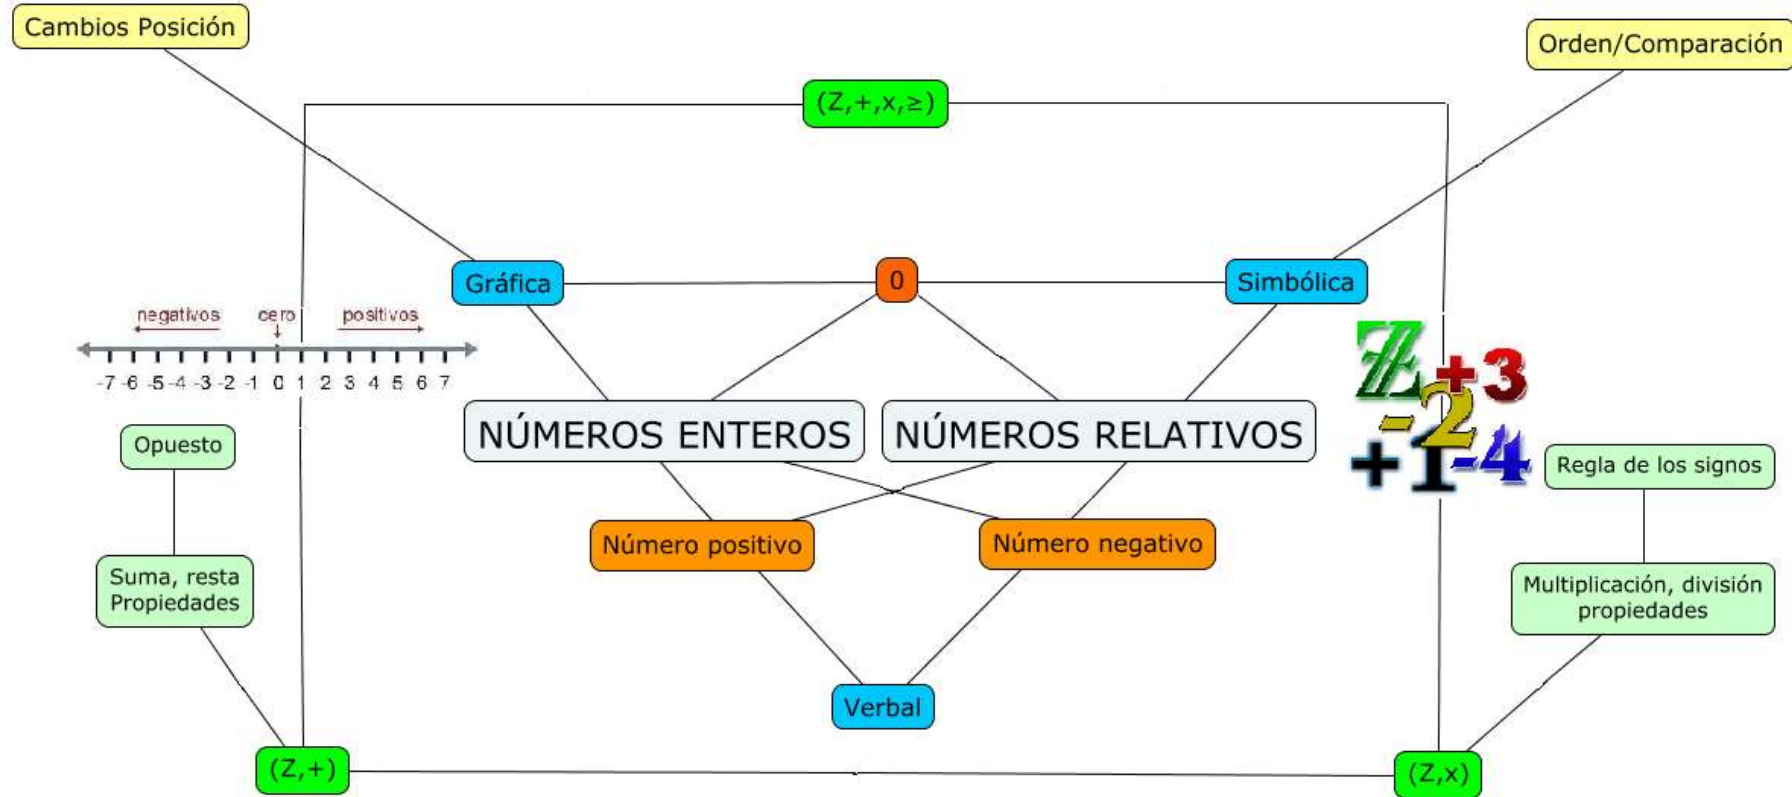 Cambios Posición
Orden/Comparación
(Z,+,x,≥)
Gráfica
0
Simbólica
negativos cero positivos
-7 -6 -5 -4 -3 -2 -1 0 1 2 3 4 5 6 7
Z +3
-2
+1 -4
NÚMEROS ENTEROS
NÚMEROS RELATIVOS
Opuesto
Regla de los signos
Número positivo
Número negativo
Suma, resta
Propiedades
Multiplicación, división
propiedades
Verbal
(Z,+)
(Z,x)